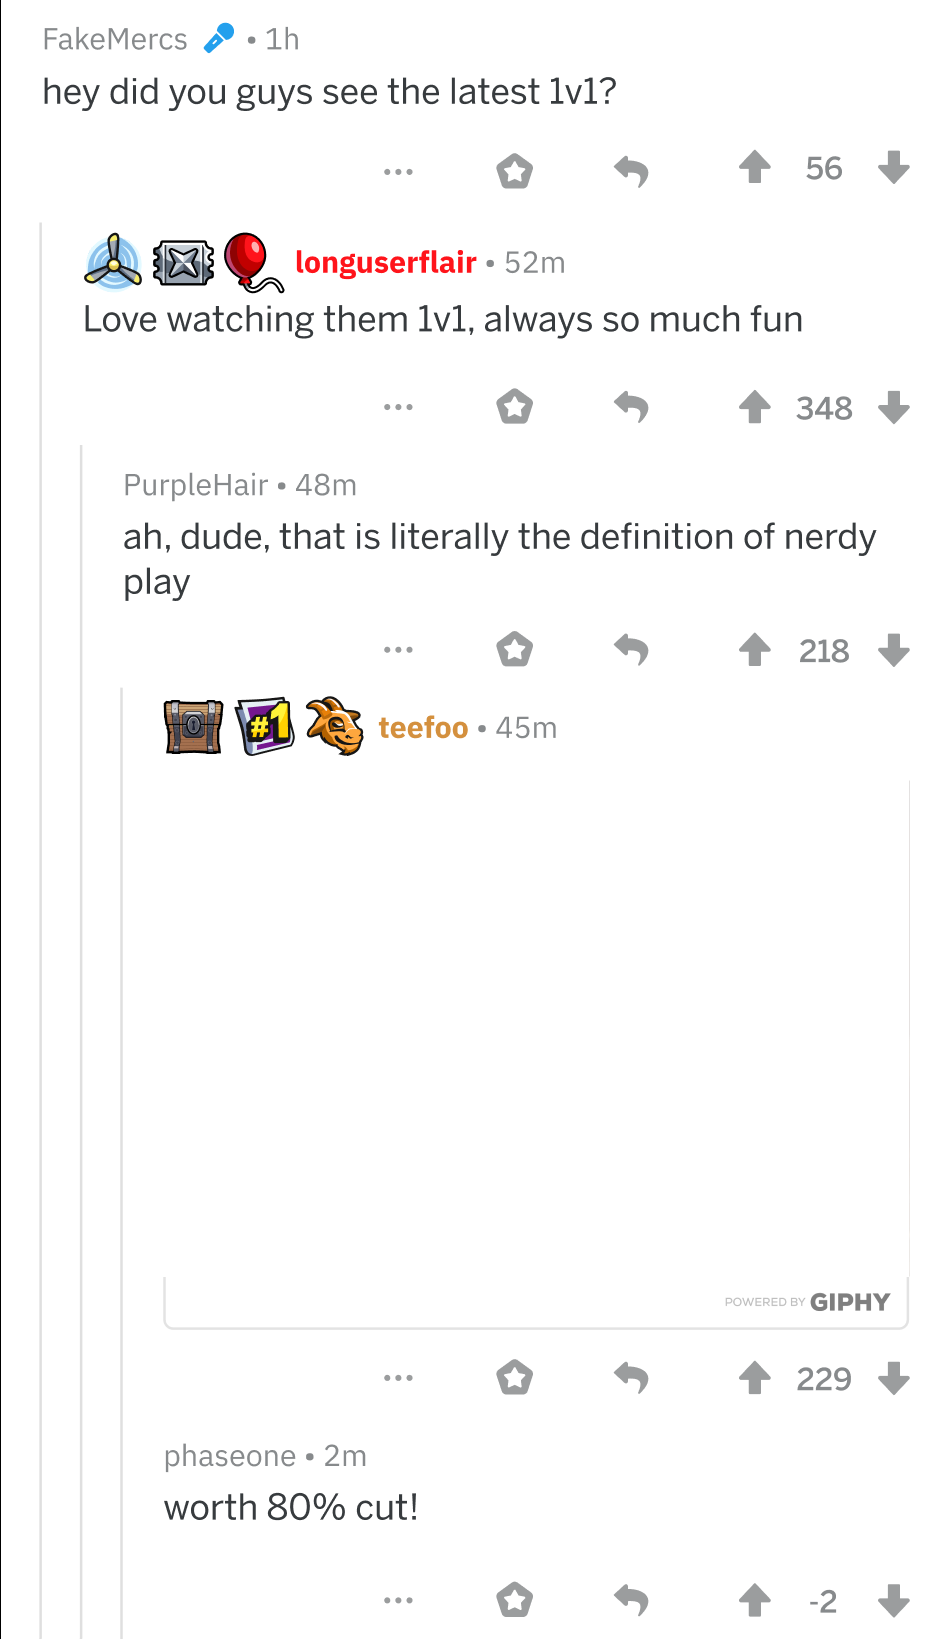 FakeMercs • 1h
hey did you guys see the latest 1v1?
56
longuserflair • 52m
Love watching them 1v1, always so much fun
348
PurpleHair • 48m
ah, dude, that is literally the definition of nerdy
play
218
#1 teefoo • 45m
POWERED BY GIPHY
229
phaseone • 2m
worth 80% cut!
-2